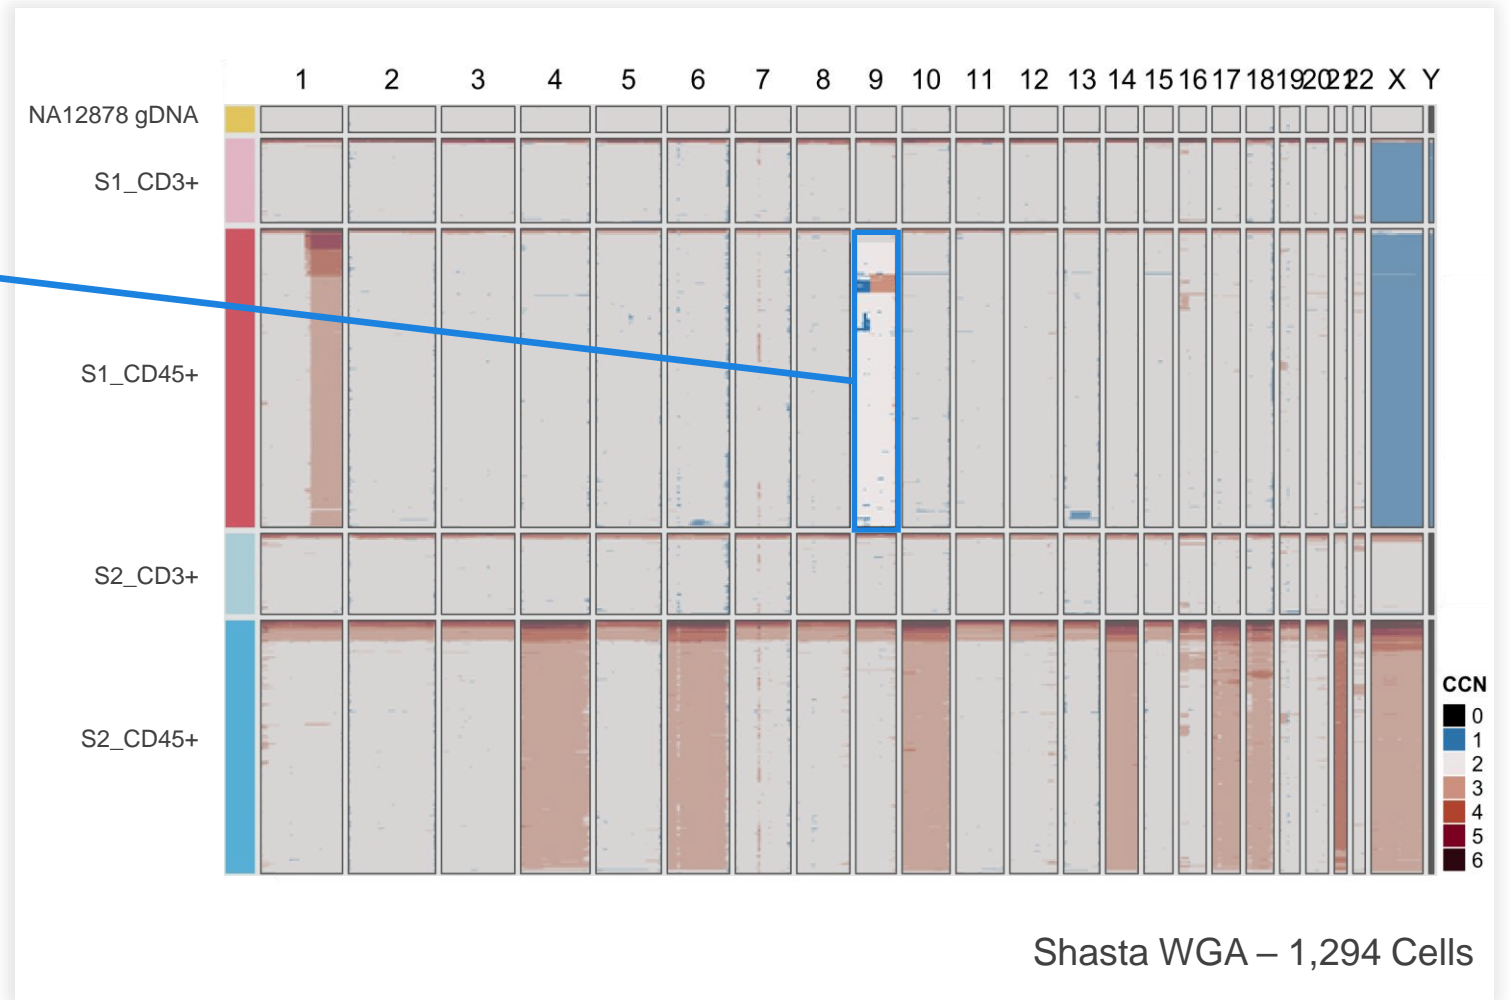 1 2 3 4 5 6 7 8 9 10 11 12 13 14 15 16 17 18 19 20 21 22 X Y
NA12878 gDNA
S1_CD3+
S1_CD45+
S2_CD3+
S2_CD45+
CCN
0
1
2
3
4
5
6
Shasta WGA – 1,294 Cells